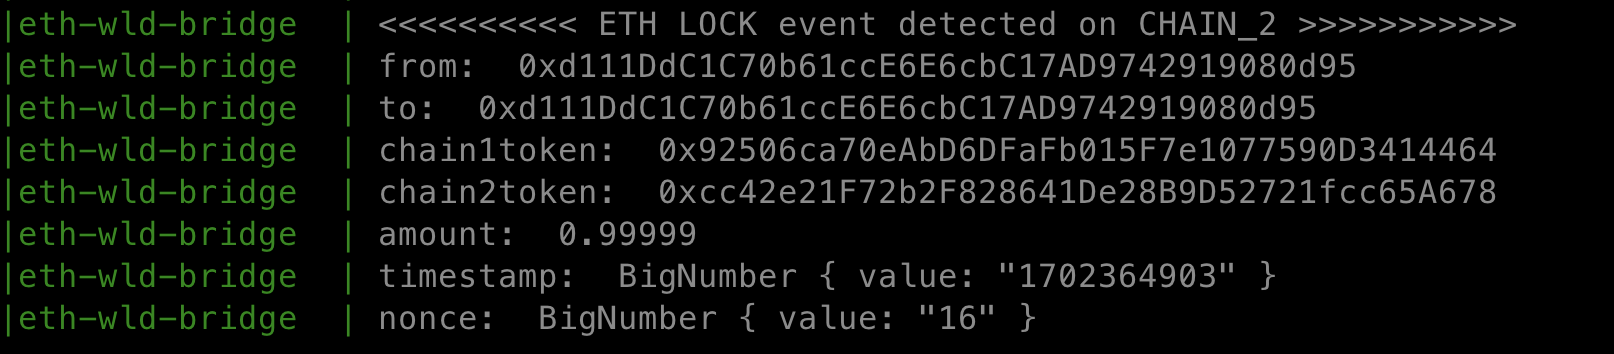 |eth-wld-bridge  | <<<<<<<<<< ETH LOCK event detected on CHAIN_2 >>>>>>>>>>>
|eth-wld-bridge  | from:  0xd111DdC1C70b61ccE6E6cbC17AD9742919080d95
|eth-wld-bridge  | to:  0xd111DdC1C70b61ccE6E6cbC17AD9742919080d95
|eth-wld-bridge  | chain1token:  0x92506ca70eAbD6DFaFb015F7e1077590D3414464
|eth-wld-bridge  | chain2token:  0xcc42e21F72b2F828641De28B9D52721fcc65A678
|eth-wld-bridge  | amount:  0.99999
|eth-wld-bridge  | timestamp:  BigNumber { value: "1702364903" }
|eth-wld-bridge  | nonce:  BigNumber { value: "16" }